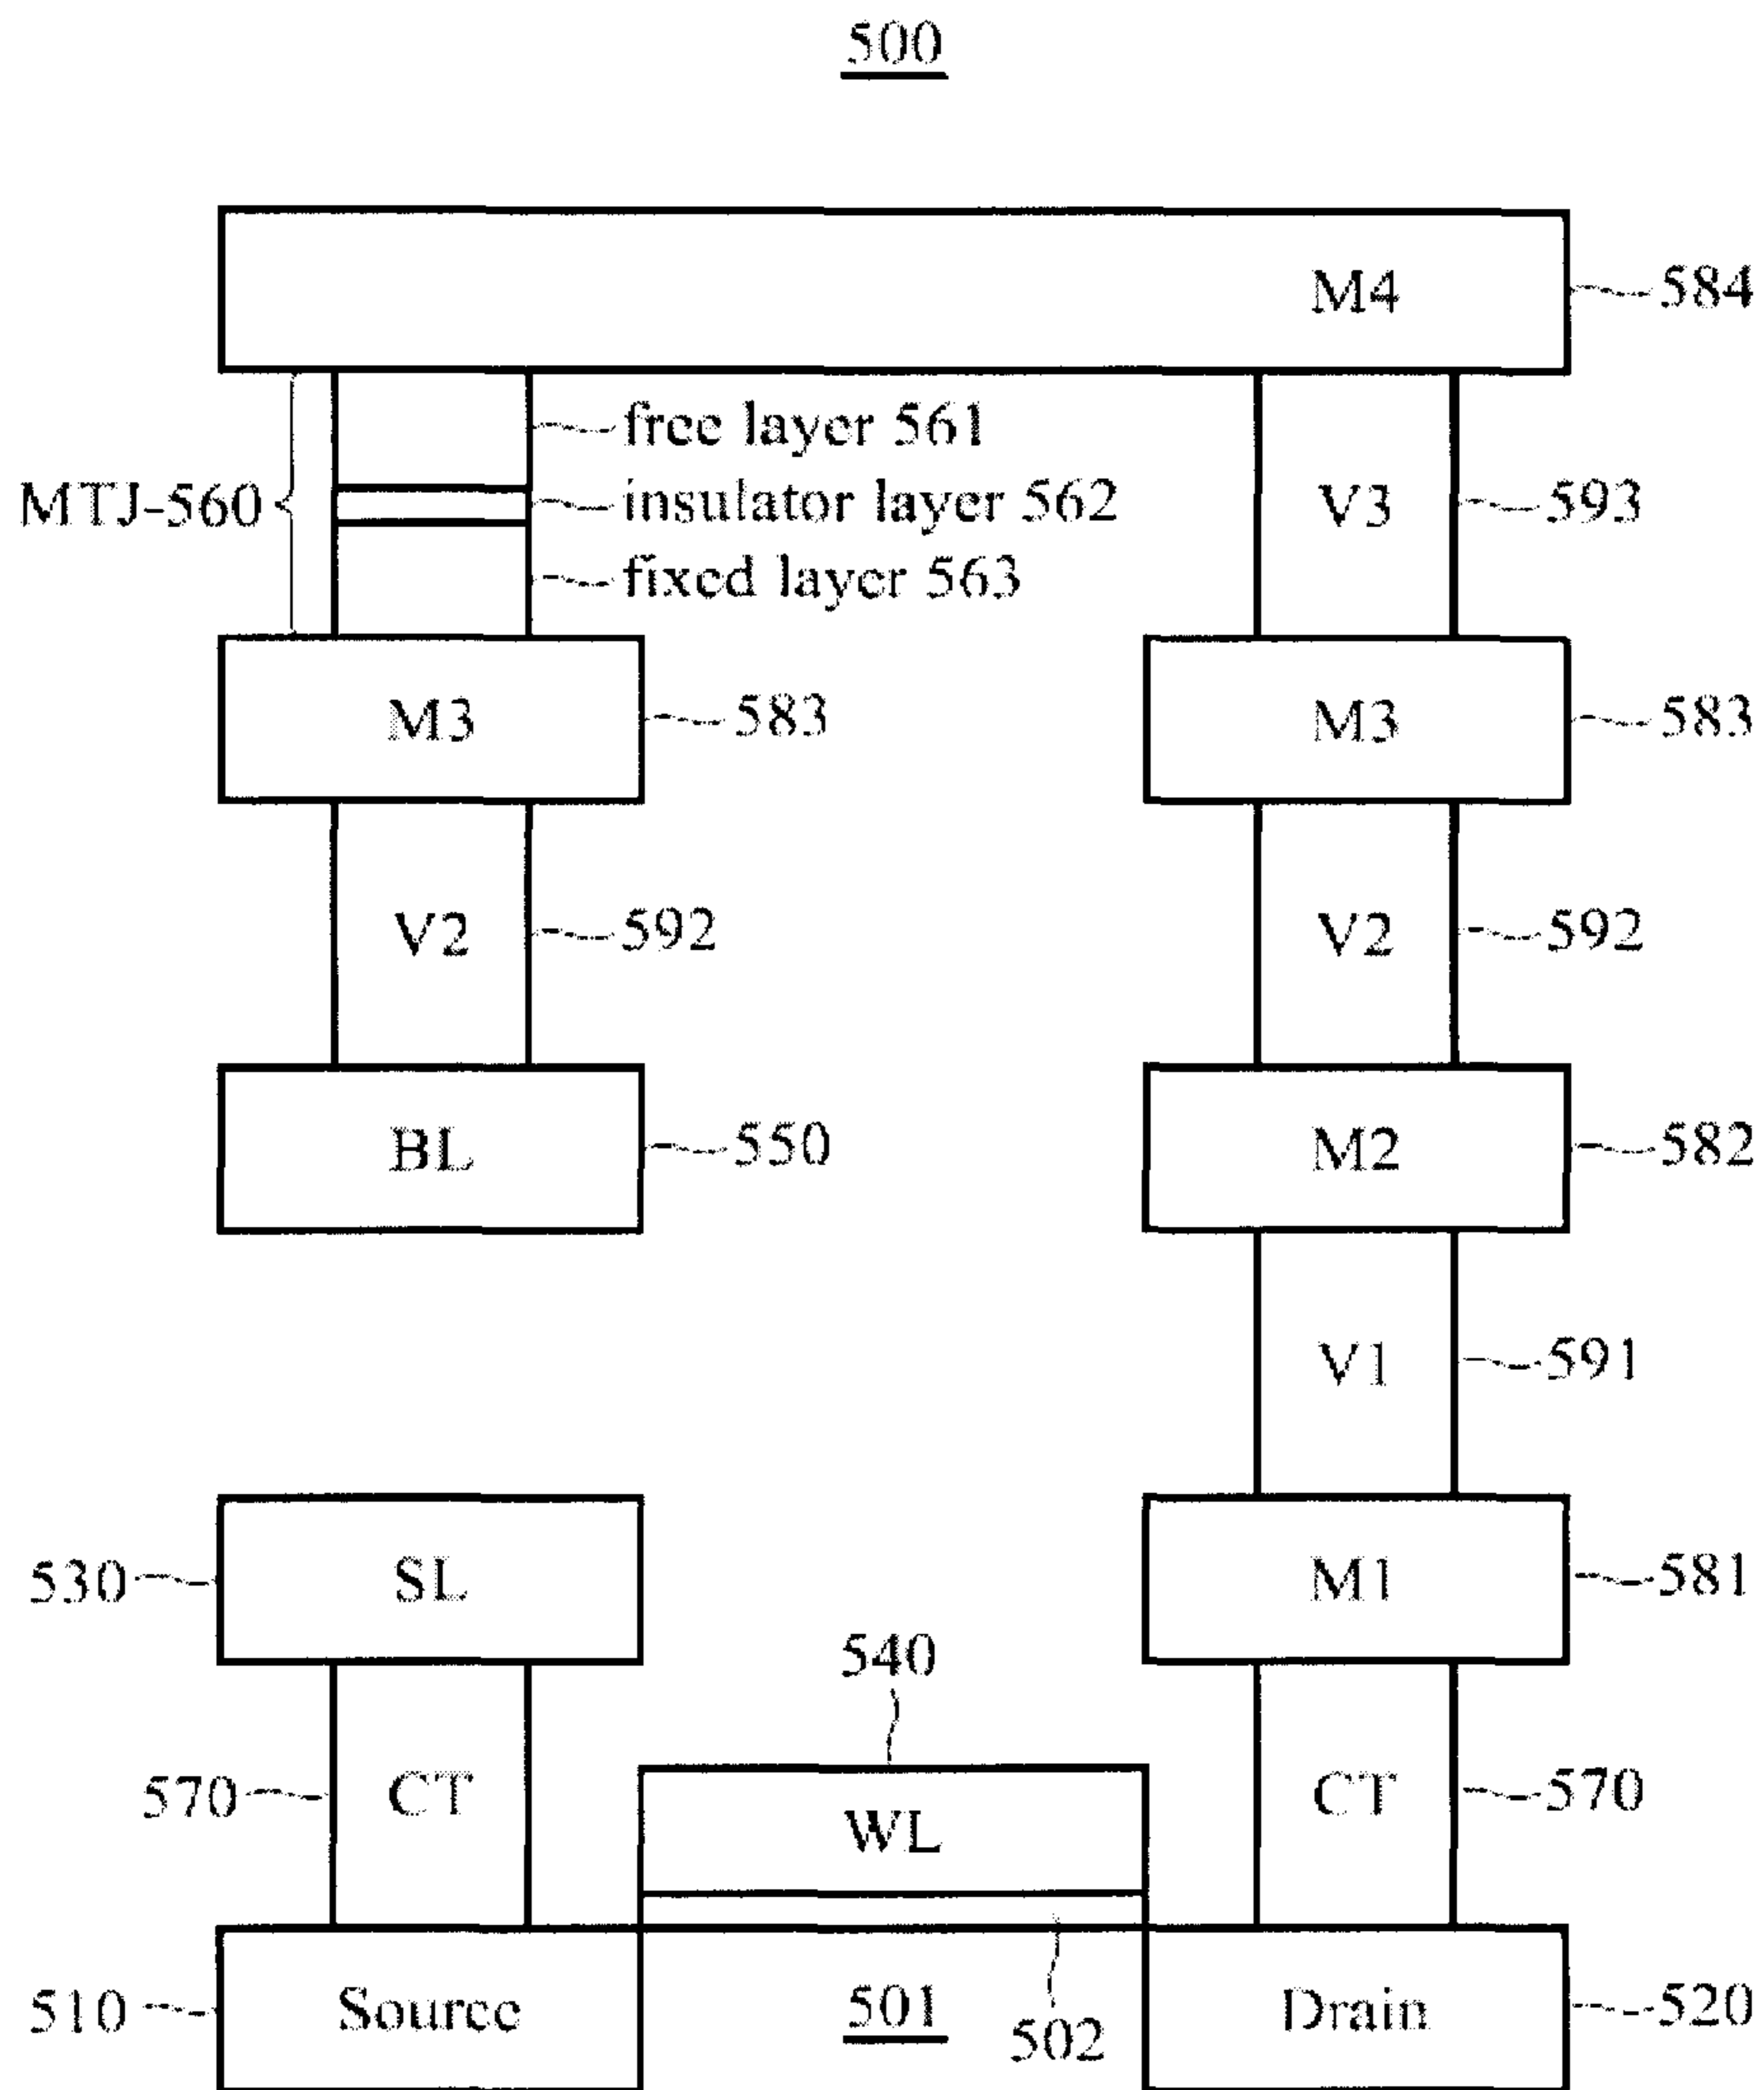 500
M4
584
free layer 561
MTJ-560
insulator layer 562
V3
593
fixed layer 563
M3
583
M3
583
V2
592
V2
592
BL
550
M2
582
V1
591
530
SL
M1
581
540
570
CT
WL
CT
570
510
Source
501
502
Drain
520